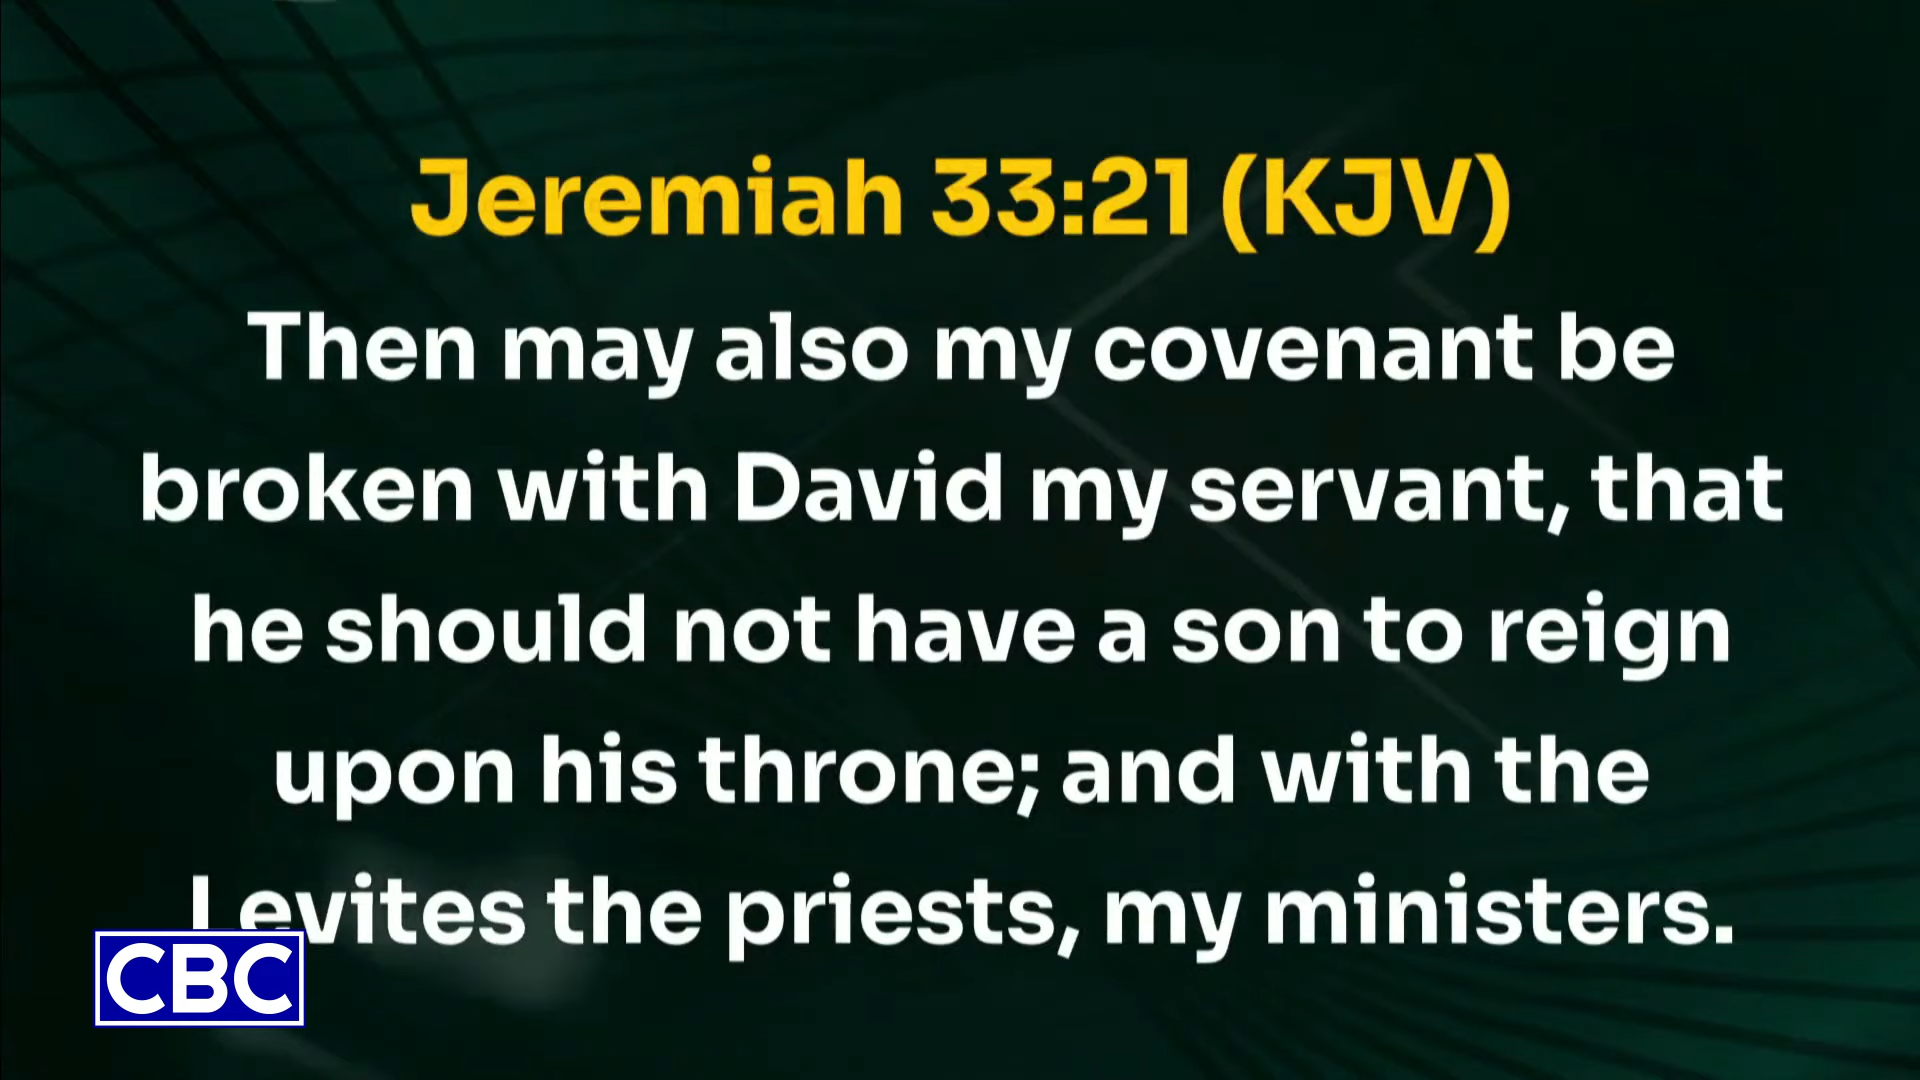 Jeremiah 33:21 (KJV)
Then may also my covenant be
broken with David my servant, that
he should not have a son to reign
upon his throne; and with the
Levites the priests, my ministers.
CBC